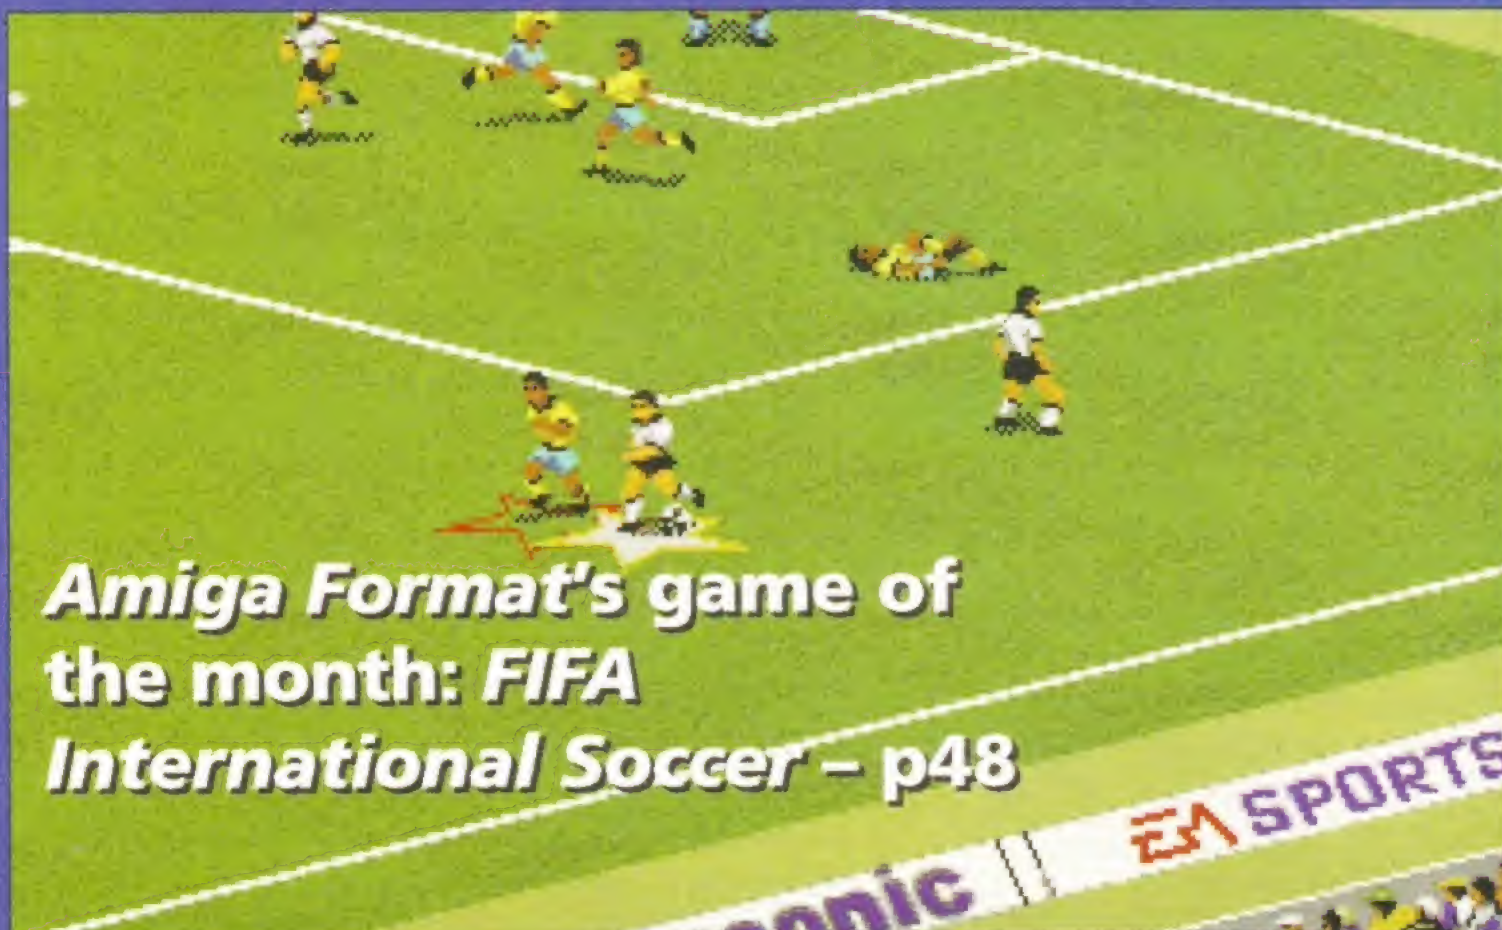 Amiga Format's game of
the month: FIFA
International Soccer – p48
EA SPORTS